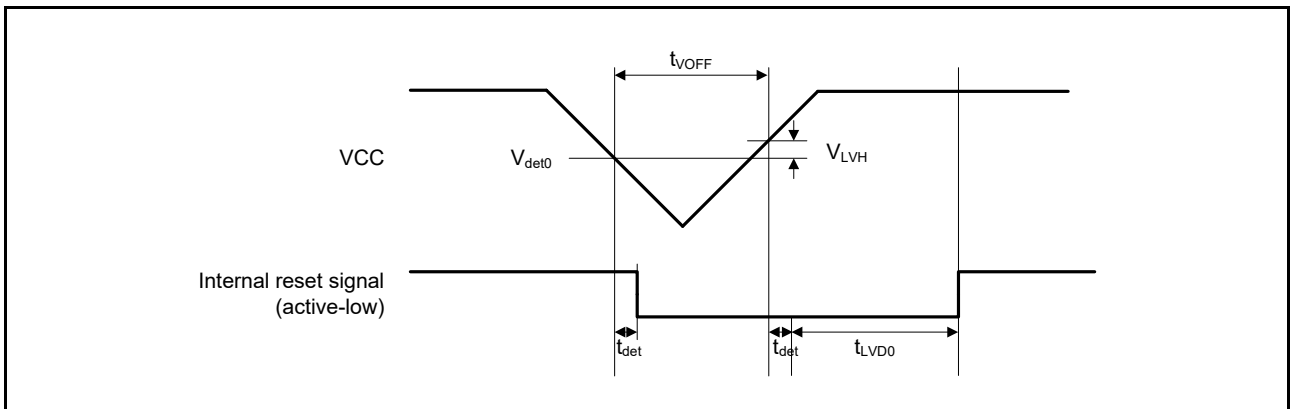 tVOFF
VCC
Vdet0
VLVH
Internal reset signal
(active-low)
tdet
tdet
tLVD0